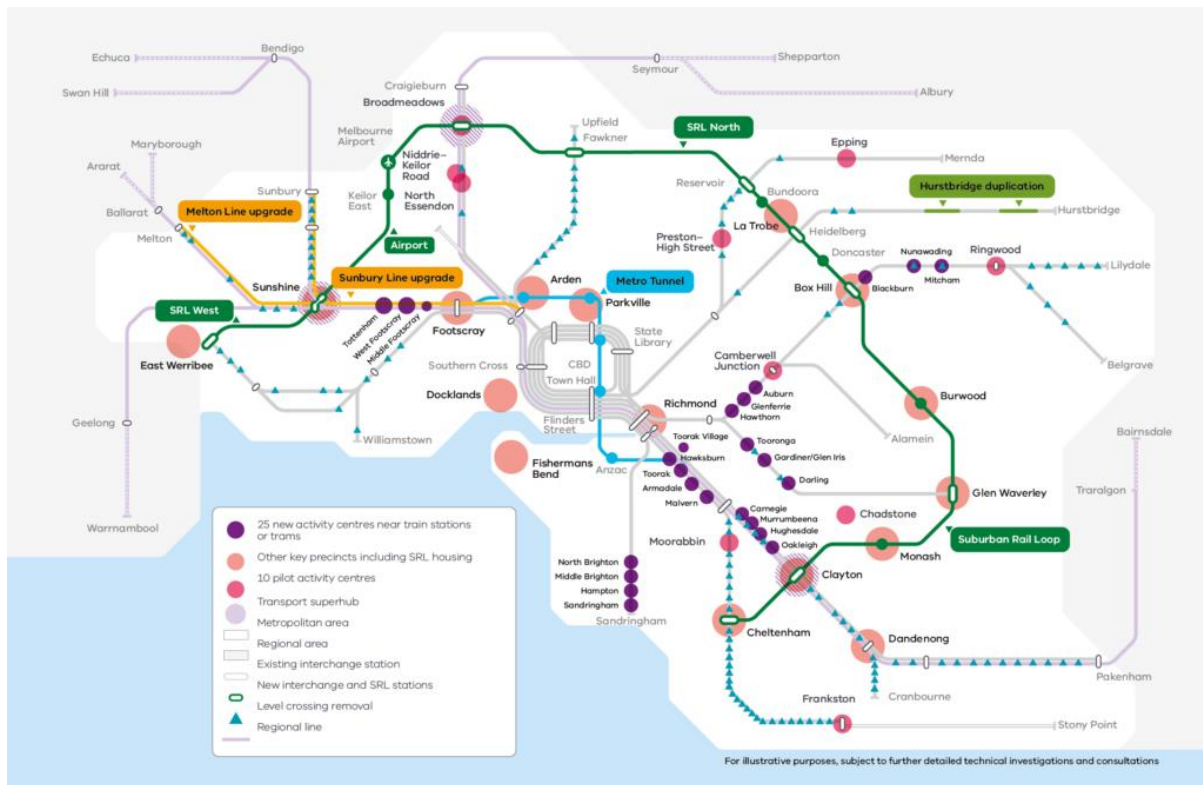 Echuca
Bendigo
Swan Hill
Shepparton
Seymour
Albury
Craigieburn
Broadmeadows
Maryborough
Ararat
Ballarat
Melton
Sunbury
Melton Line upgrade
Melbourne
Airport
Keilor
East
Niddrie–
Keilor
Road
North
Essendon
Airport
Upfield
Fawkner
SRL North
Epping
Mernda
Reservoir
Bundoora
La Trobe
Hurstbridge duplication
Hurstbridge
Heidelberg
Preston–
High Street
Doncaster
Nunawading
Ringwood
Lilydale
Blackburn
Mitcham
Box Hill
Belgrave
Sunshine
Sunbury Line upgrade
SRL West
East Werribee
Tottenham
West Footscray
Middle Footscray
Footscray
Arden
Metro Tunnel
Parkville
State
Library
Southern Cross
CBD
Town Hall
Docklands
Flinders
Street
Richmond
Camberwell
Junction
Auburn
Glenferrie
Hawthorn
Burwood
Alamein
Bairnsdale
Geelong
Williamstown
Fishermans
Bend
Anzac
Toorak Village
Hawksburn
Toorak
Armadale
Malvern
Tooronga
Gardiner/Glen Iris
Darling
Glen Waverley
Traralgon
Warrnambool
Carnegie
Murrumbeena
Hughesdale
Oakleigh
Chadstone
Moorabbin
Monash
Suburban Rail Loop
Clayton
North Brighton
Middle Brighton
Hampton
Sandringham
Sandringham
Cheltenham
Dandenong
Pakenham
Cranbourne
Frankston
Stony Point
25 new activity centres near train stations
or trams
Other key precincts including SRL housing
10 pilot activity centres
Transport superhub
Metropolitan area
Regional area
Existing interchange station
New interchange and SRL stations
Level crossing removal
Regional line
For illustrative purposes, subject to further detailed technical investigations and consultations